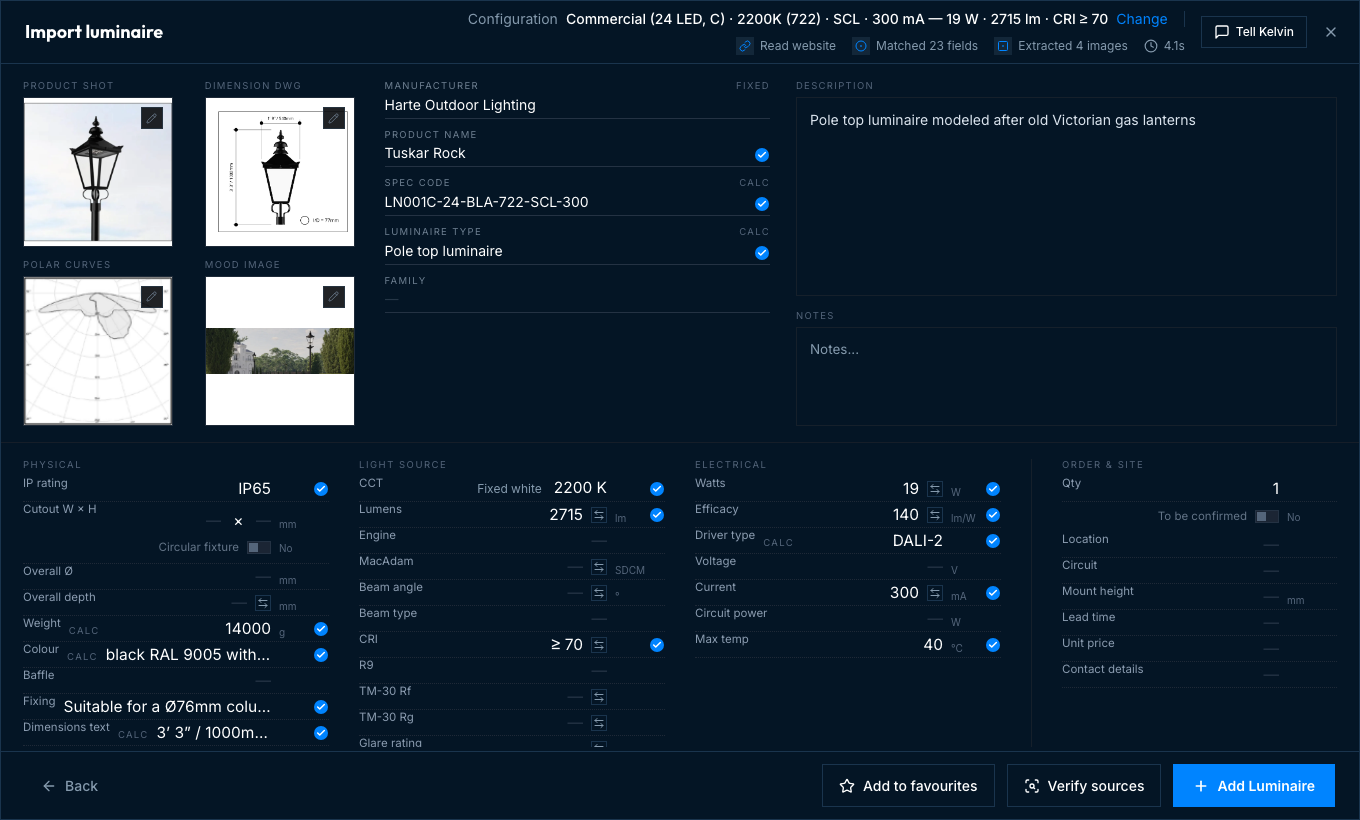 Import luminaire
Configuration Commercial (24 LED, C) · 2200K (722) · SCL · 300 mA — 19 W · 2715 lm · CRI ≥ 70 Change
Read website Matched 23 fields Extracted 4 images 4.1s
Tell Kelvin
PRODUCT SHOT
DIMENSION DWG
POLAR CURVES
MOOD IMAGE
MANUFACTURER FIXED
Harte Outdoor Lighting
PRODUCT NAME
Tuskar Rock
SPEC CODE CALC
LN001C-24-BLA-722-SCL-300
LUMINAIRE TYPE CALC
Pole top luminaire
FAMILY
—
DESCRIPTION
Pole top luminaire modeled after old Victorian gas lanterns
NOTES
Notes...
PHYSICAL
IP rating IP65
Cutout W × H — × — mm
Circular fixture No
Overall Ø — mm
Overall depth — mm
Weight CALC 14000 g
Colour CALC black RAL 9005 with...
Baffle —
Fixing Suitable for a Ø76mm colu...
Dimensions text CALC 3’ 3” / 1000m...
LIGHT SOURCE
CCT Fixed white 2200 K
Lumens 2715 lm
Engine —
MacAdam — SDCM
Beam angle — °
Beam type —
CRI ≥ 70
R9 —
TM-30 Rf —
TM-30 Rg —
Glare rating
ELECTRICAL
Watts 19 W
Efficacy 140 lm/W
Driver type CALC DALI-2
Voltage — V
Current 300 mA
Circuit power — W
Max temp 40 °C
ORDER & SITE
Qty 1
To be confirmed No
Location —
Circuit —
Mount height — mm
Lead time —
Unit price —
Contact details —
Back
Add to favourites
Verify sources
Add Luminaire